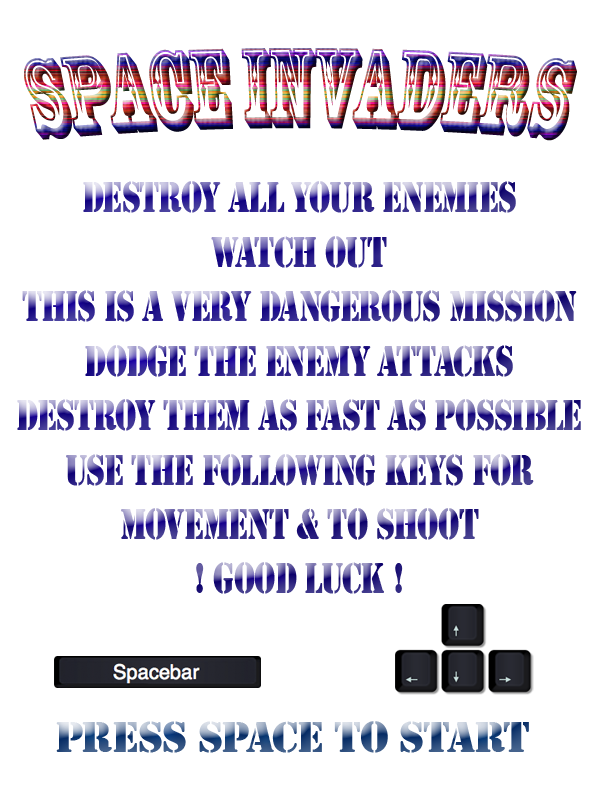 SPACE INVADERS
DESTROY ALL YOUR ENEMIES
WATCH OUT
THIS IS A VERY DANGEROUS MISSION
DODGE THE ENEMY ATTACKS
DESTROY THEM AS FAST AS POSSIBLE
USE THE FOLLOWING KEYS FOR
MOVEMENT & TO SHOOT
! GOOD LUCK !
↑
Spacebar
← ↓ →
PRESS SPACE TO START